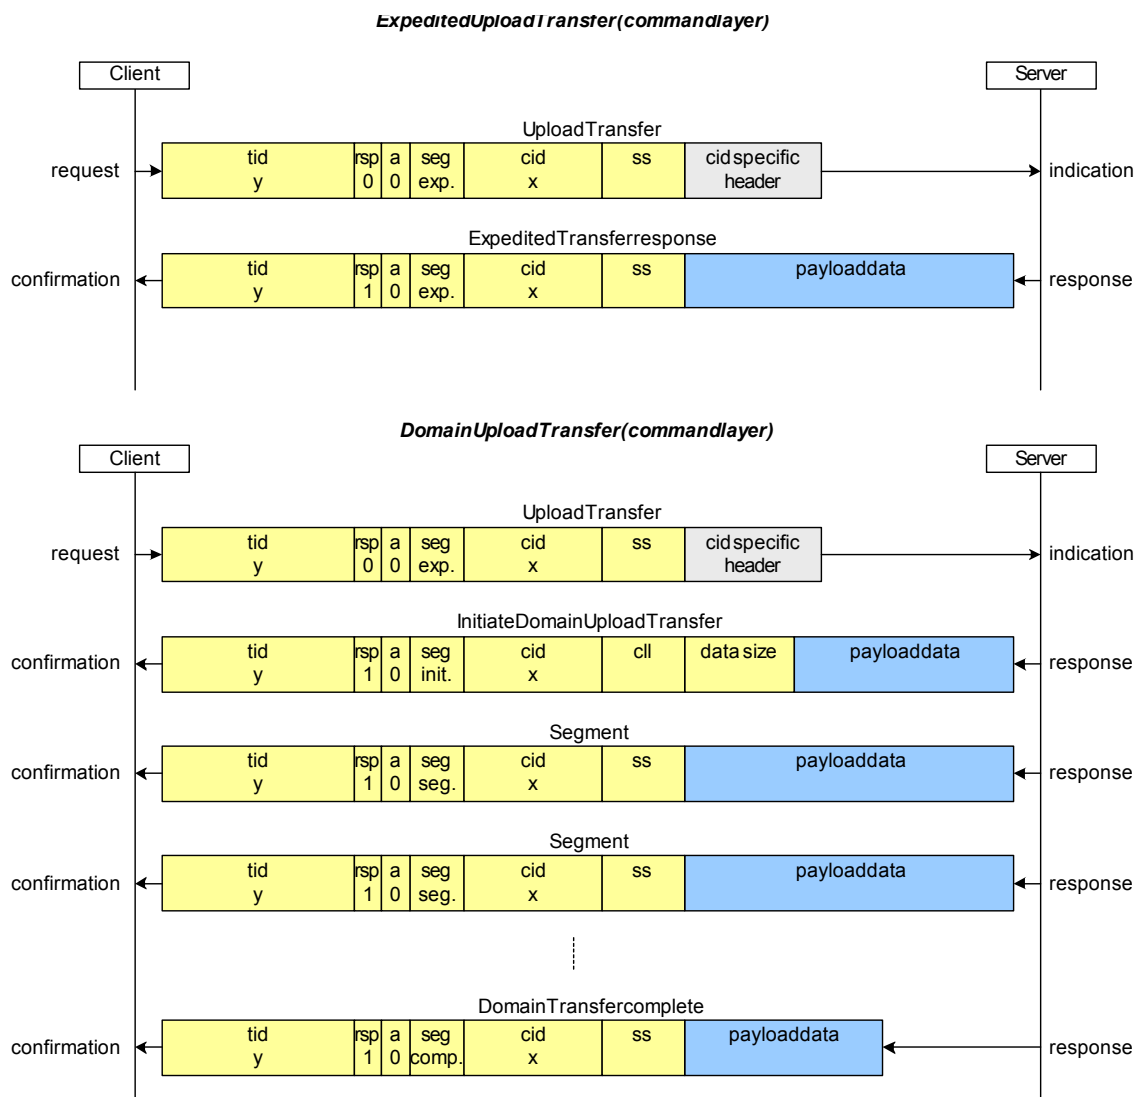 ExpeditedUploadTransfer(commandlayer)
Client Server
UploadTransfer
request tid rsp a seg cid ss cidspecific indication
y 0 0 exp. x header
ExpeditedTransferresponse
confirmation tid rsp a seg cid ss payloaddata response
y 1 0 exp. x
DomainUploadTransfer(commandlayer)
Client Server
UploadTransfer
request tid rsp a seg cid ss cidspecific indication
y 0 0 exp. x header
InitiateDomainUploadTransfer
confirmation tid rsp a seg cid cll data size payloaddata response
y 1 0 init. x
Segment
confirmation tid rsp a seg cid ss payloaddata response
y 1 0 seg. x
Segment
confirmation tid rsp a seg cid ss payloaddata response
y 1 0 seg. x
DomainTransfercomplete
confirmation tid rsp a seg cid ss payloaddata response
y 1 0 comp. x